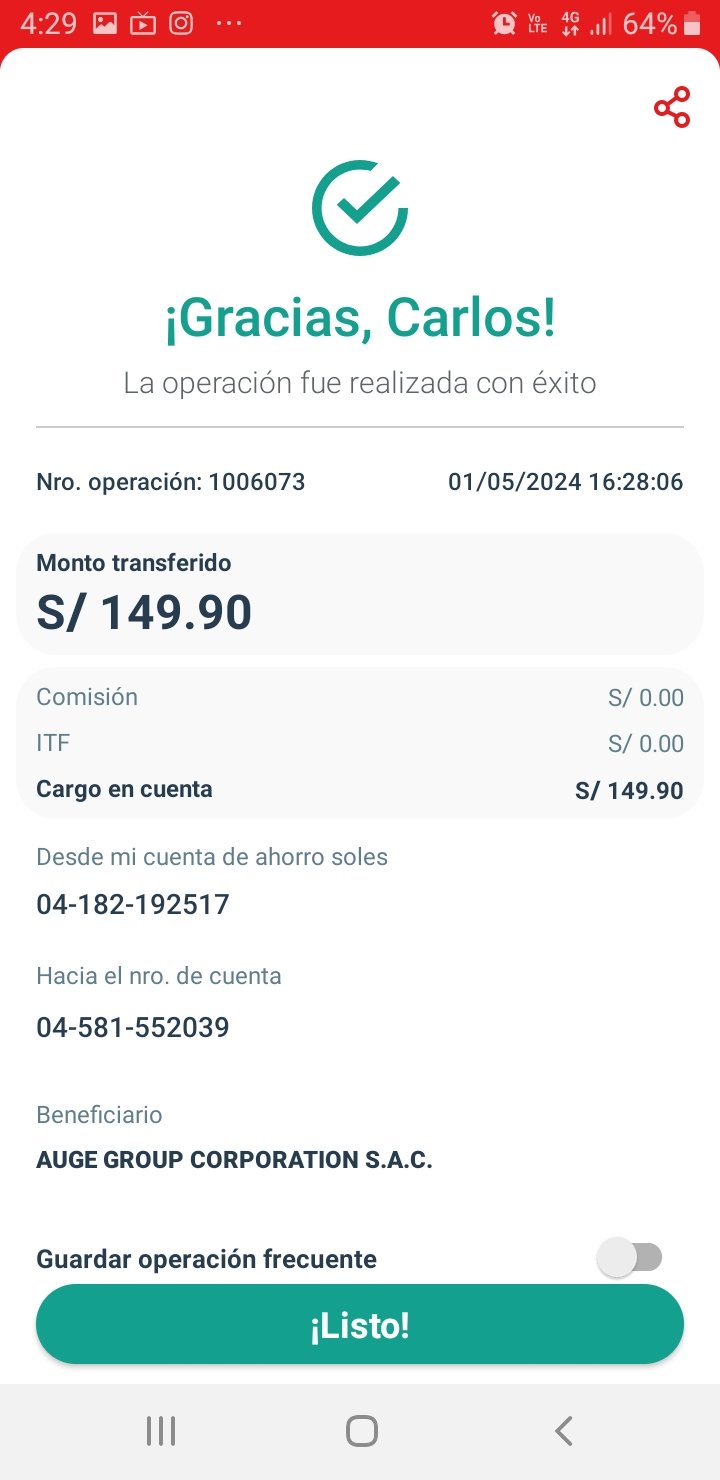 4:29 ... Vo LTE 4G 64%
¡Gracias, Carlos!
La operación fue realizada con éxito
Nro. operación: 1006073 01/05/2024 16:28:06
Monto transferido
S/ 149.90
Comisión S/ 0.00
ITF S/ 0.00
Cargo en cuenta S/ 149.90
Desde mi cuenta de ahorro soles
04-182-192517
Hacia el nro. de cuenta
04-581-552039
Beneficiario
AUGE GROUP CORPORATION S.A.C.
Guardar operación frecuente
¡Listo!